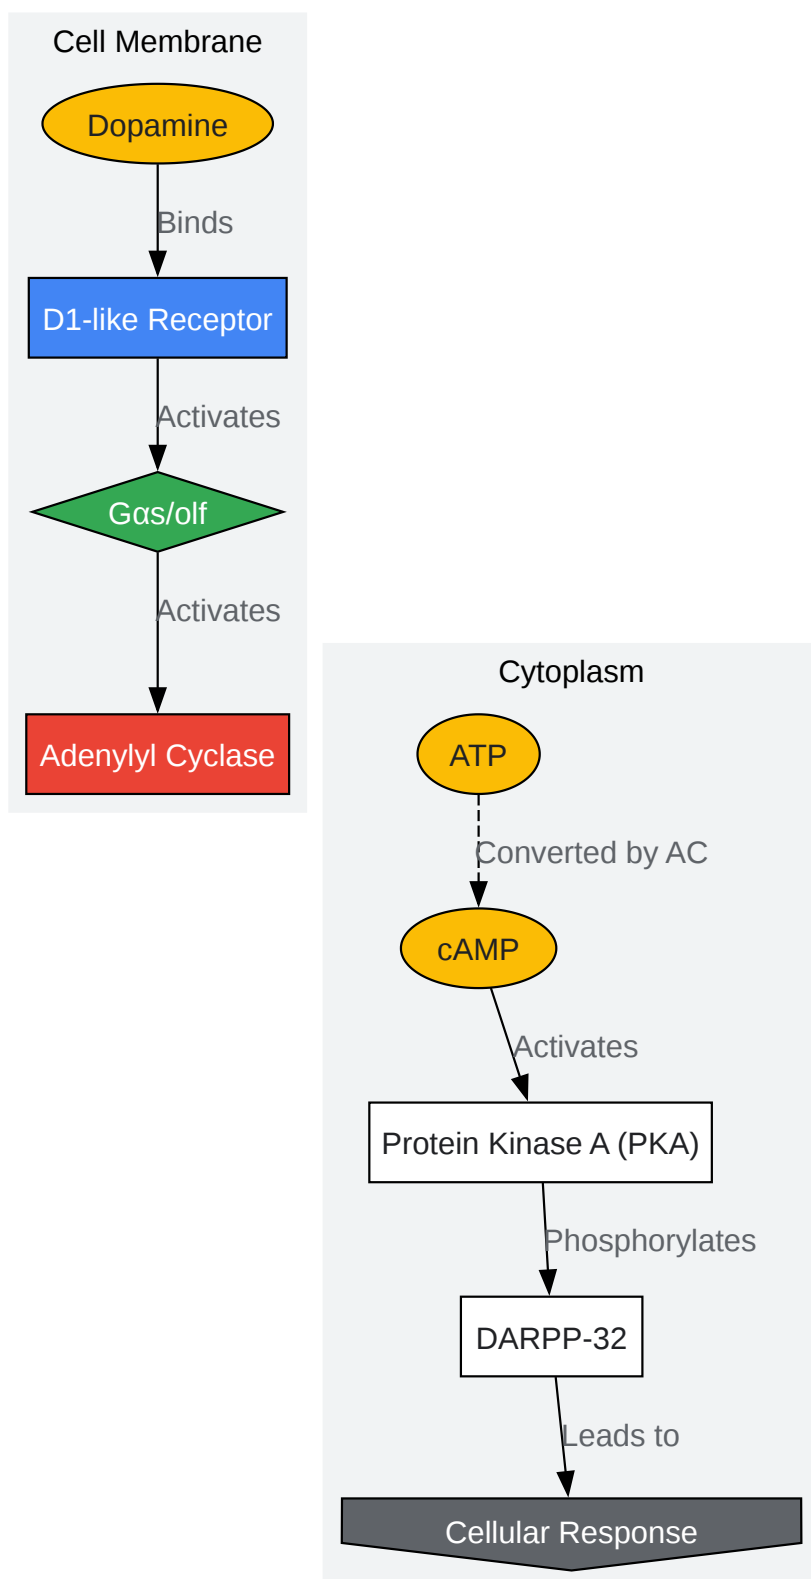 Cell Membrane
Dopamine
Binds
D1-like Receptor
Activates
Gαs/olf
Activates
Adenylyl Cyclase
Cytoplasm
ATP
Converted by AC
cAMP
Activates
Protein Kinase A (PKA)
Phosphorylates
DARPP-32
Leads to
Cellular Response